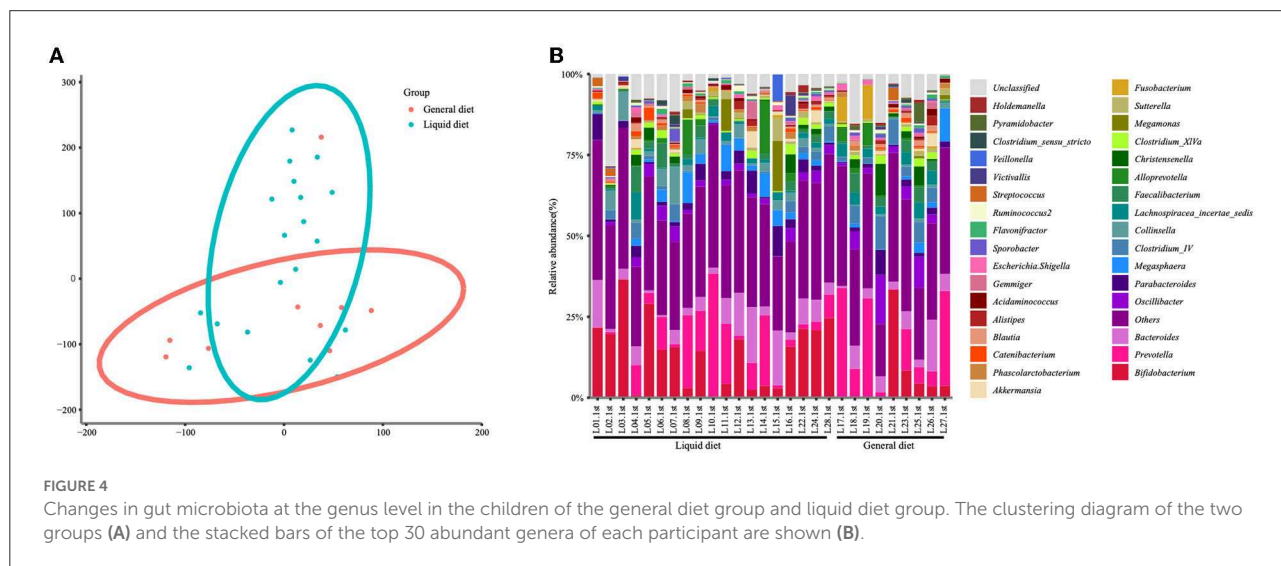 A
300
200
100
0
−100
−200
−200
−100
0
100
200
Group
General diet
Liquid diet
B
Relative abundance(%)
100%
75%
50%
25%
0%
L01.1st
L02.1st
L03.1st
L04.1st
L05.1st
L06.1st
L07.1st
L08.1st
L09.1st
L10.1st
L11.1st
L12.1st
L13.1st
L14.1st
L15.1st
L16.1st
L22.1st
L24.1st
L28.1st
L17.1st
L18.1st
L19.1st
L20.1st
L21.1st
L23.1st
L25.1st
L26.1st
L27.1st
Liquid diet
General diet
Unclassified
Holdemanella
Pyramidobacter
Clostridium_sensu_stricto
Veillonella
Victivallis
Streptococcus
Ruminococcus2
Flavonifractor
Sporobacter
Escherichia.Shigella
Gemmiger
Acidaminococcus
Alistipes
Blautia
Catenibacterium
Phascolarctobacterium
Akkermansia
Fusobacterium
Sutterella
Megamonas
Clostridium_XlVa
Christensenella
Alloprevotella
Faecalibacterium
Lachnospiracea_incertae_sedis
Collinsella
Clostridium_IV
Megasphaera
Parabacteroides
Oscillibacter
Others
Bacteroides
Prevotella
Bifidobacterium
FIGURE 4
Changes in gut microbiota at the genus level in the children of the general diet group and liquid diet group. The clustering diagram of the two
groups (A) and the stacked bars of the top 30 abundant genera of each participant are shown (B).